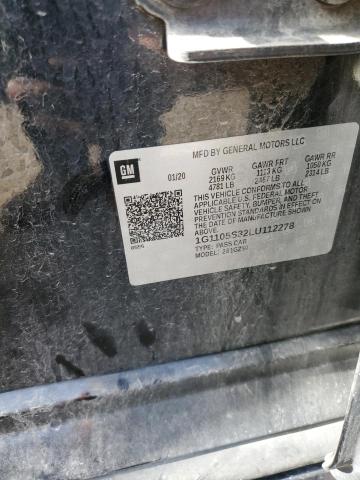 MFD BY GENERAL MOTORS LLC
GM
01/20
GVWR GAWR FRT GAWR RR
2169 KG 1113 KG 1050 KG
4781 LB LB 2314 LB
THIS VEHICLE CONFORMS TO ALL
APPLICABLE U.S. FEDERAL MOTOR
VEHICLE SAFETY, BUMPER, AND THEFT
PREVENTION STANDARDS IN EFFECT ON
THE DATE OF MANUFACTURE SHOWN
ABOVE.
1G1105S32LU112278
TYPE: PASS CAR
MODEL: